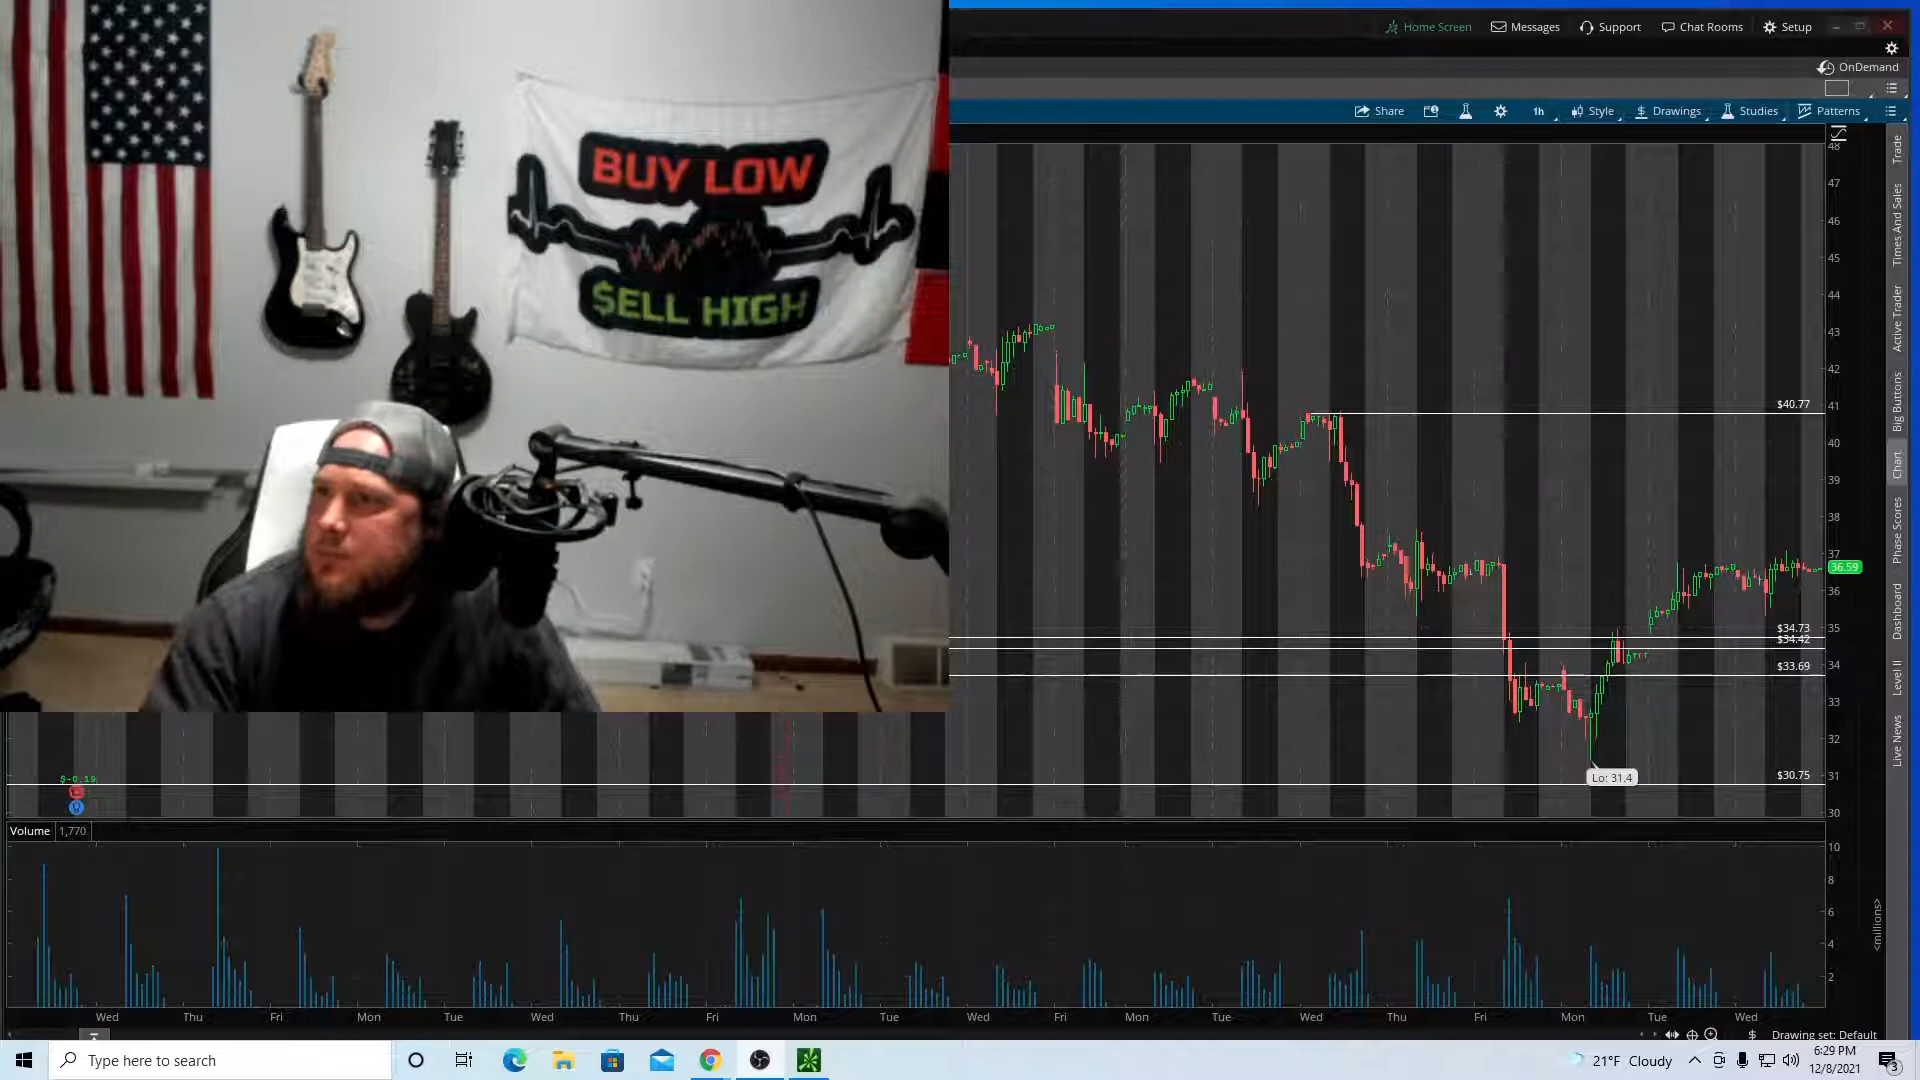 Home Screen Messages Support Chat Rooms Setup
OnDemand
Share 1h Style Drawings Studies Patterns
BUY LOW
$ELL HIGH
48
47
46
45
44
43
42
$40.77
41
40
39
38
37
36.59
36
$34.73
35
$34.42
$33.69
34
33
32
Lo: 31.4
$30.75
31
30
Trade
Times And Sales
Active Trader
Big Buttons
Chart
Phase Scores
Dashboard
Level II
Live News
$-0.19
Volume 1,770
10
8
6
4
2
<millions>
Wed Thu Fri Mon Tue Wed Thu Fri Mon Tue Wed Fri Mon Tue Wed Thu Fri Mon Tue Wed
$ Drawing set: Default
Type here to search
21°F Cloudy
6:29 PM
12/8/2021
3